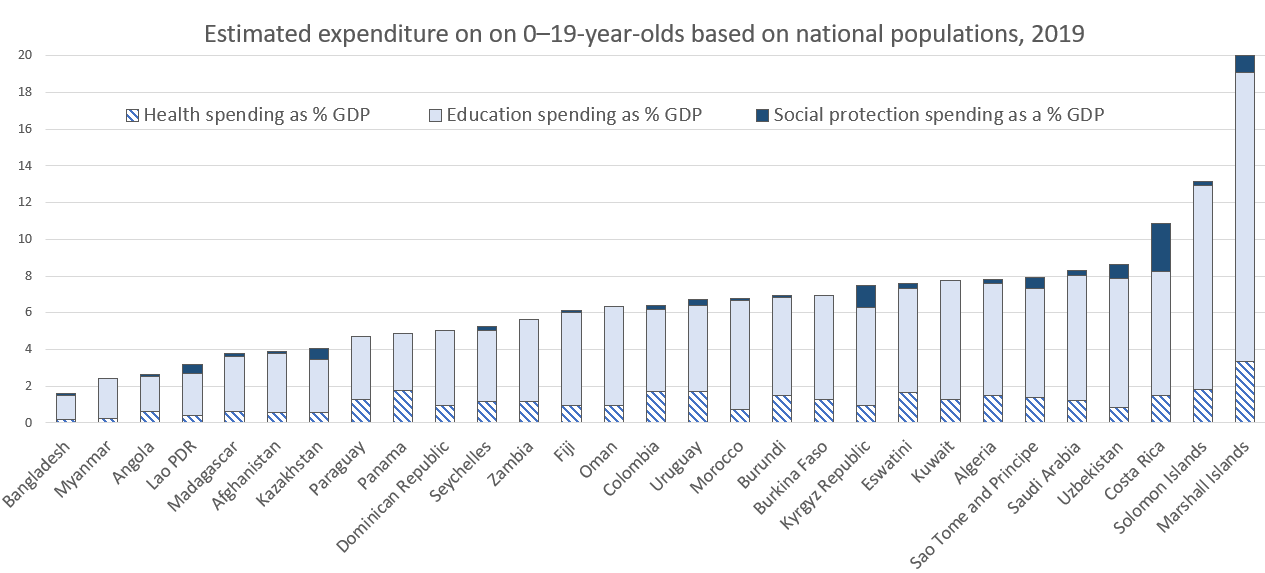 Estimated expenditure on on 0–19-year-olds based on national populations, 2019
20
18
16
14
12
10
8
6
4
2
0
Health spending as % GDP
Education spending as % GDP
Social protection spending as a % GDP
Bangladesh
Myanmar
Angola
Lao PDR
Madagascar
Afghanistan
Kazakhstan
Paraguay
Panama
Dominican Republic
Seychelles
Zambia
Fiji
Oman
Colombia
Uruguay
Morocco
Burundi
Burkina Faso
Kyrgyz Republic
Eswatini
Kuwait
Algeria
Sao Tome and Principe
Saudi Arabia
Uzbekistan
Costa Rica
Solomon Islands
Marshall Islands